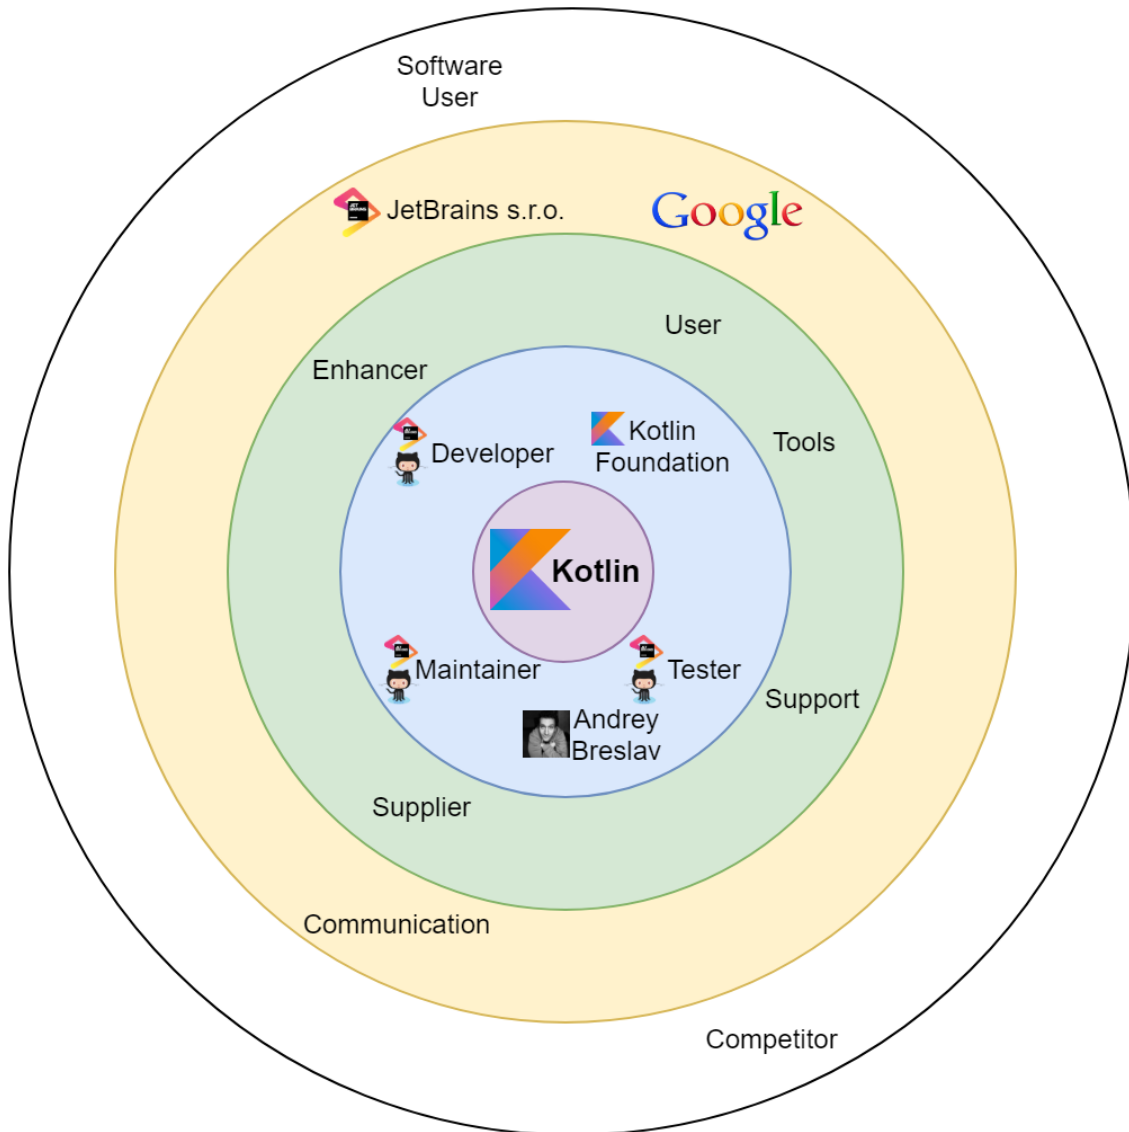 Software
User
JetBrains s.r.o.
Google
User
Enhancer
Kotlin
Foundation
Developer
Tools
Kotlin
Maintainer
Tester
Support
Andrey
Breslav
Supplier
Communication
Competitor